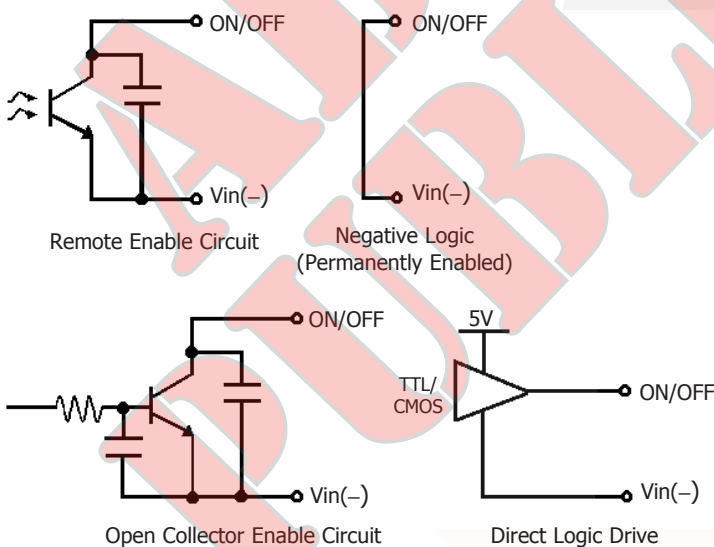 ON/OFF
Vin(−)
Remote Enable Circuit
ON/OFF
Vin(−)
Negative Logic
(Permanently Enabled)
ON/OFF
Vin(−)
Open Collector Enable Circuit
5V
TTL/
CMOS
ON/OFF
Vin(−)
Direct Logic Drive